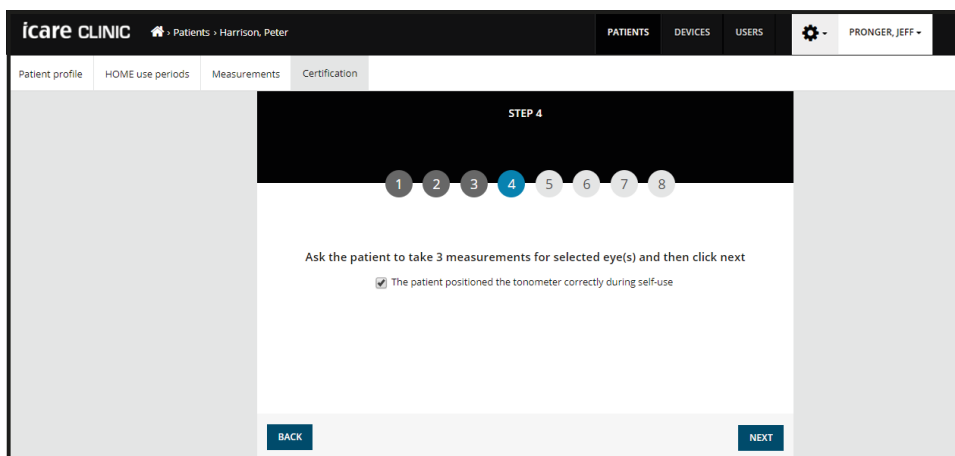 icare CLINIC › Patients › Harrison, Peter PATIENTS DEVICES USERS PRONGER, JEFF
Patient profile HOME use periods Measurements Certification
STEP 4
1 2 3 4 5 6 7 8
Ask the patient to take 3 measurements for selected eye(s) and then click next
The patient positioned the tonometer correctly during self-use
BACK NEXT